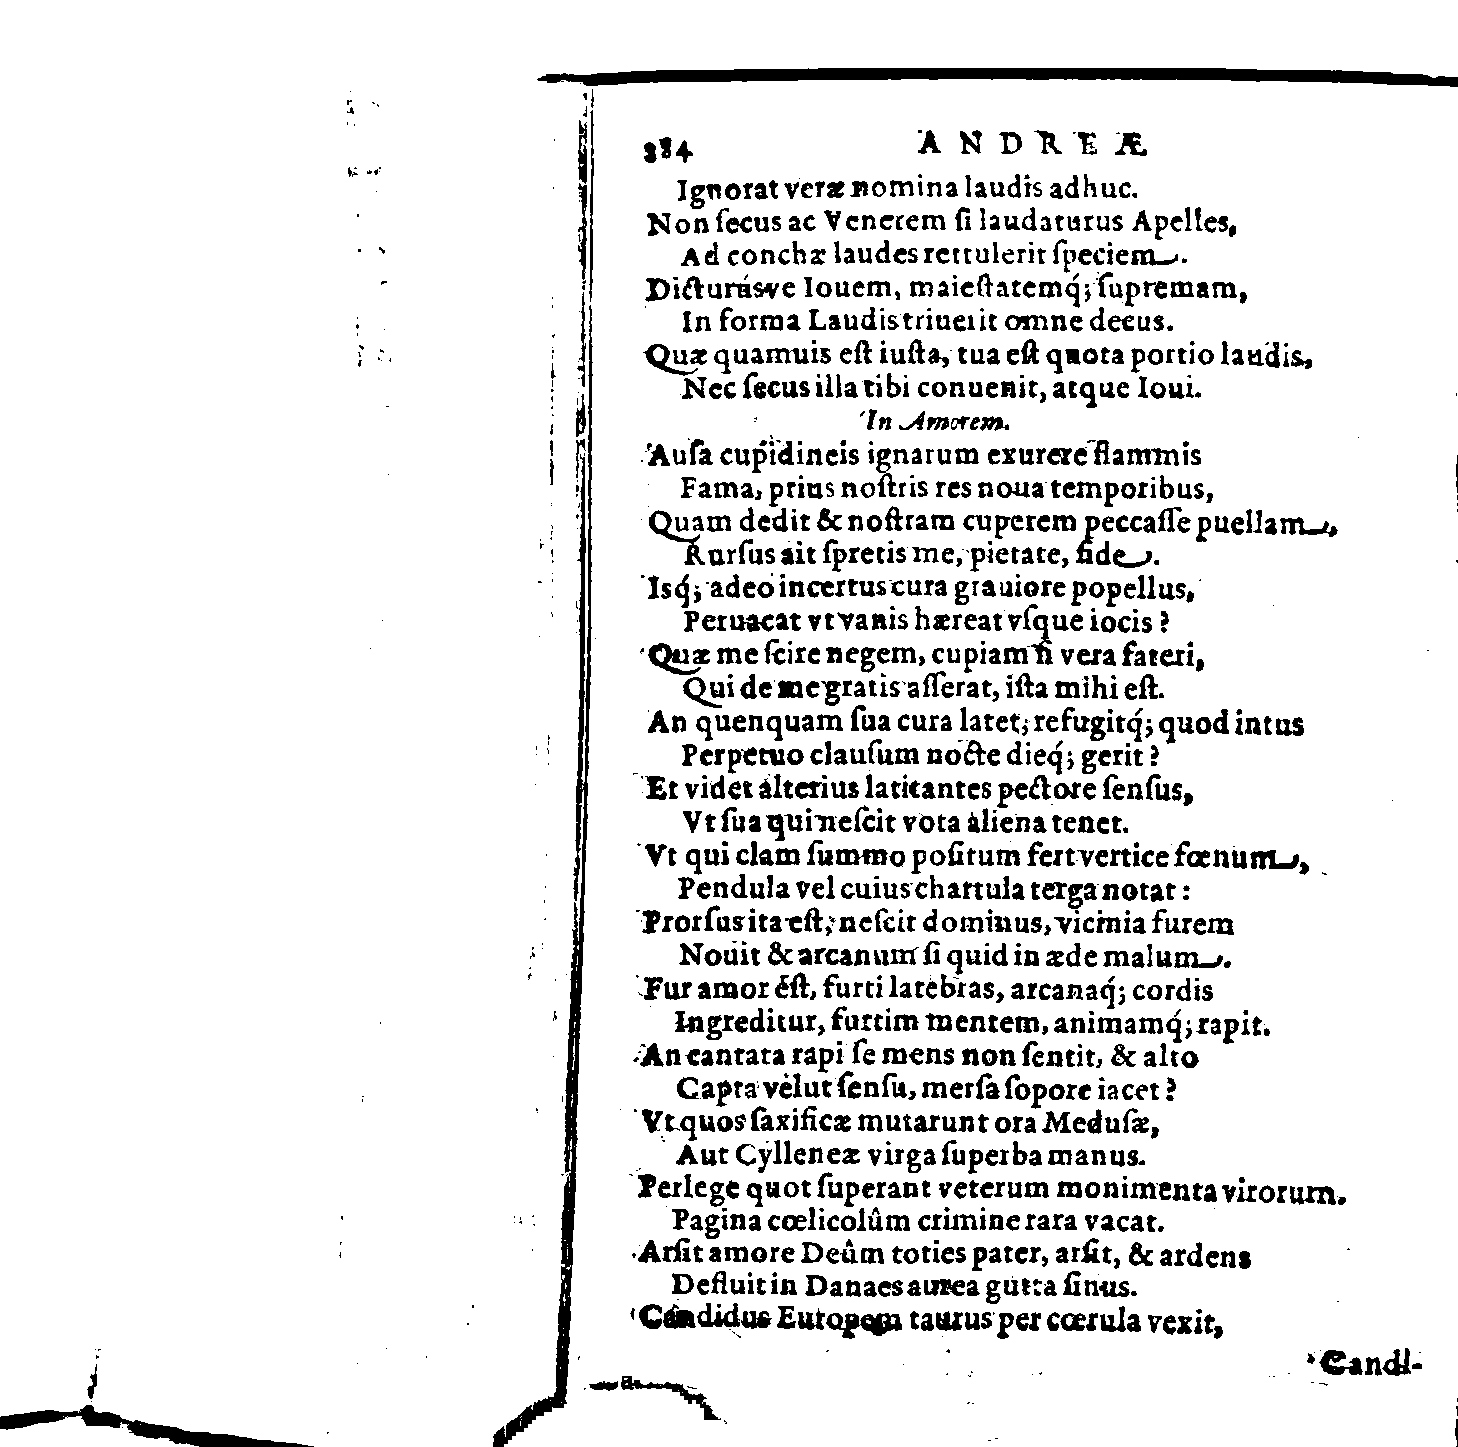 384 ANDREÆ
Ignorat veræ nomina laudis adhuc.
Non ſecus ac Venerem ſi laudaturus Apelles,
Ad conchæ laudes rettulerit ſpeciem.
Dicturúsve Iouem, maieſtatemq́; ſupremam,
In forma Laudis triuerit omne decus.
Quæ quamuis eſt iuſta, tua eſt quota portio laudis,
Nec ſecus illa tibi conuenit, atque Ioui.
In Amorem.
Auſa cupidineis ignarum exurere flammis
Fama, prius noſtris res noua temporibus,
Quam dedit & noſtram cuperem peccaſſe puellam,
Rurſus ait ſpretis me, pietate, fide.
Isq́; adeo incertus cura grauiore popellus,
Peruacat vt vanis hæreat vſque iocis?
Quæ me ſcire negem, cupiam ſi vera fateri,
Qui de me gratis aſſerat, iſta mihi eſt.
An quenquam ſua cura latet; refugitq́; quod intus
Perpetuo clauſum nocte dieq́; gerit?
Et videt alterius latitantes pectore ſenſus,
Vt ſua qui neſcit vota aliena tenet.
Vt qui clam ſummo poſitum fert vertice fœnum,
Pendula vel cuius chartula terga notat:
Prorſus ita eſt, neſcit dominus, vicinia furem
Nouit & arcanum ſi quid in æde malum.
Fur amor eſt, furti latebras, arcanaq́; cordis
Ingreditur, furtim mentem, animamq́; rapit.
An cantata rapi ſe mens non ſentit, & alto
Capta velut ſenſu, merſa ſopore iacet?
Vt quos ſaxificæ mutarunt ora Meduſæ,
Aut Cylleneæ virga ſuperba manus.
Perlege quot ſuperant veterum monimenta virorum.
Pagina cœlicolûm crimine rara vacat.
Arſit amore Deûm toties pater, arſit, & ardens
Defluit in Danaes aurea gutta ſinus.
Candidus Europem taurus per cœrula vexit,
Candi-